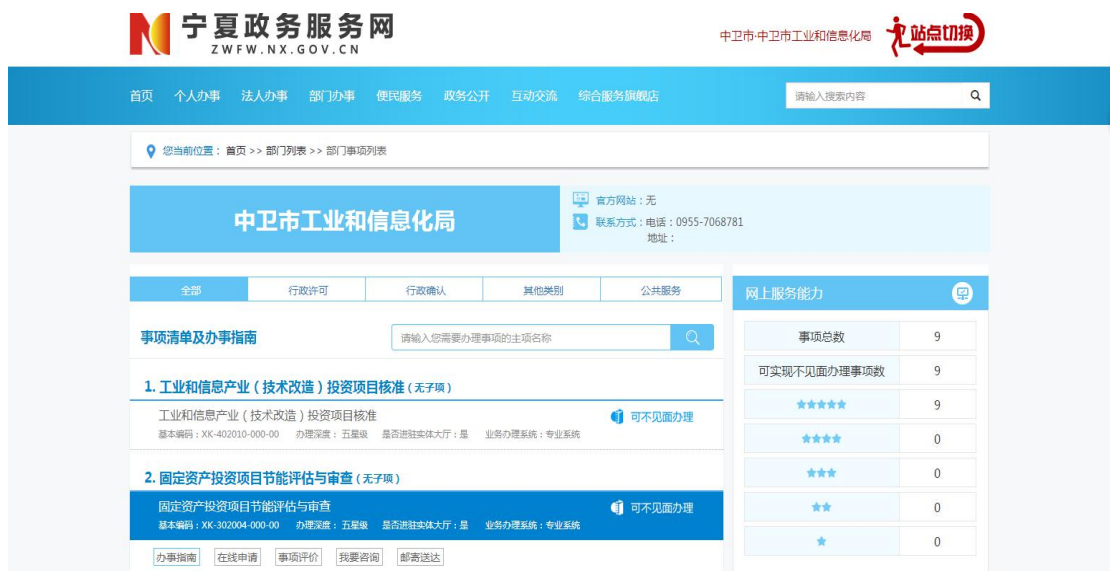 宁夏政务服务网
ZWFW.NX.GOV.CN
中卫市·中卫市工业和信息化局
站点切换
首页 个人办事 法人办事 部门办事 便民服务 政务公开 互动交流 综合服务旗舰店
请输入搜索内容
您当前位置：首页 >> 部门列表 >> 部门事项列表
中卫市工业和信息化局
官方网站：无
联系方式：电话：0955-7068781
地址：
全部 行政许可 行政确认 其他类别 公共服务
事项清单及办事指南
请输入您需要办理事项的主项名称
1. 工业和信息产业（技术改造）投资项目核准（无子项）
工业和信息产业（技术改造）投资项目核准
可不见面办理
基本编码：XK-402010-000-00 办理深度：五星级 是否进驻实体大厅：是 业务办理系统：专业系统
2. 固定资产投资项目节能评估与审查（无子项）
固定资产投资项目节能评估与审查
可不见面办理
基本编码：XK-302004-000-00 办理深度：五星级 是否进驻实体大厅：是 业务办理系统：专业系统
办事指南 在线申请 事项评价 我要咨询 邮寄送达
网上服务能力
事项总数 9
可实现不见面办理事项数 9
★★★★★ 9
★★★★ 0
★★★ 0
★★ 0
★ 0